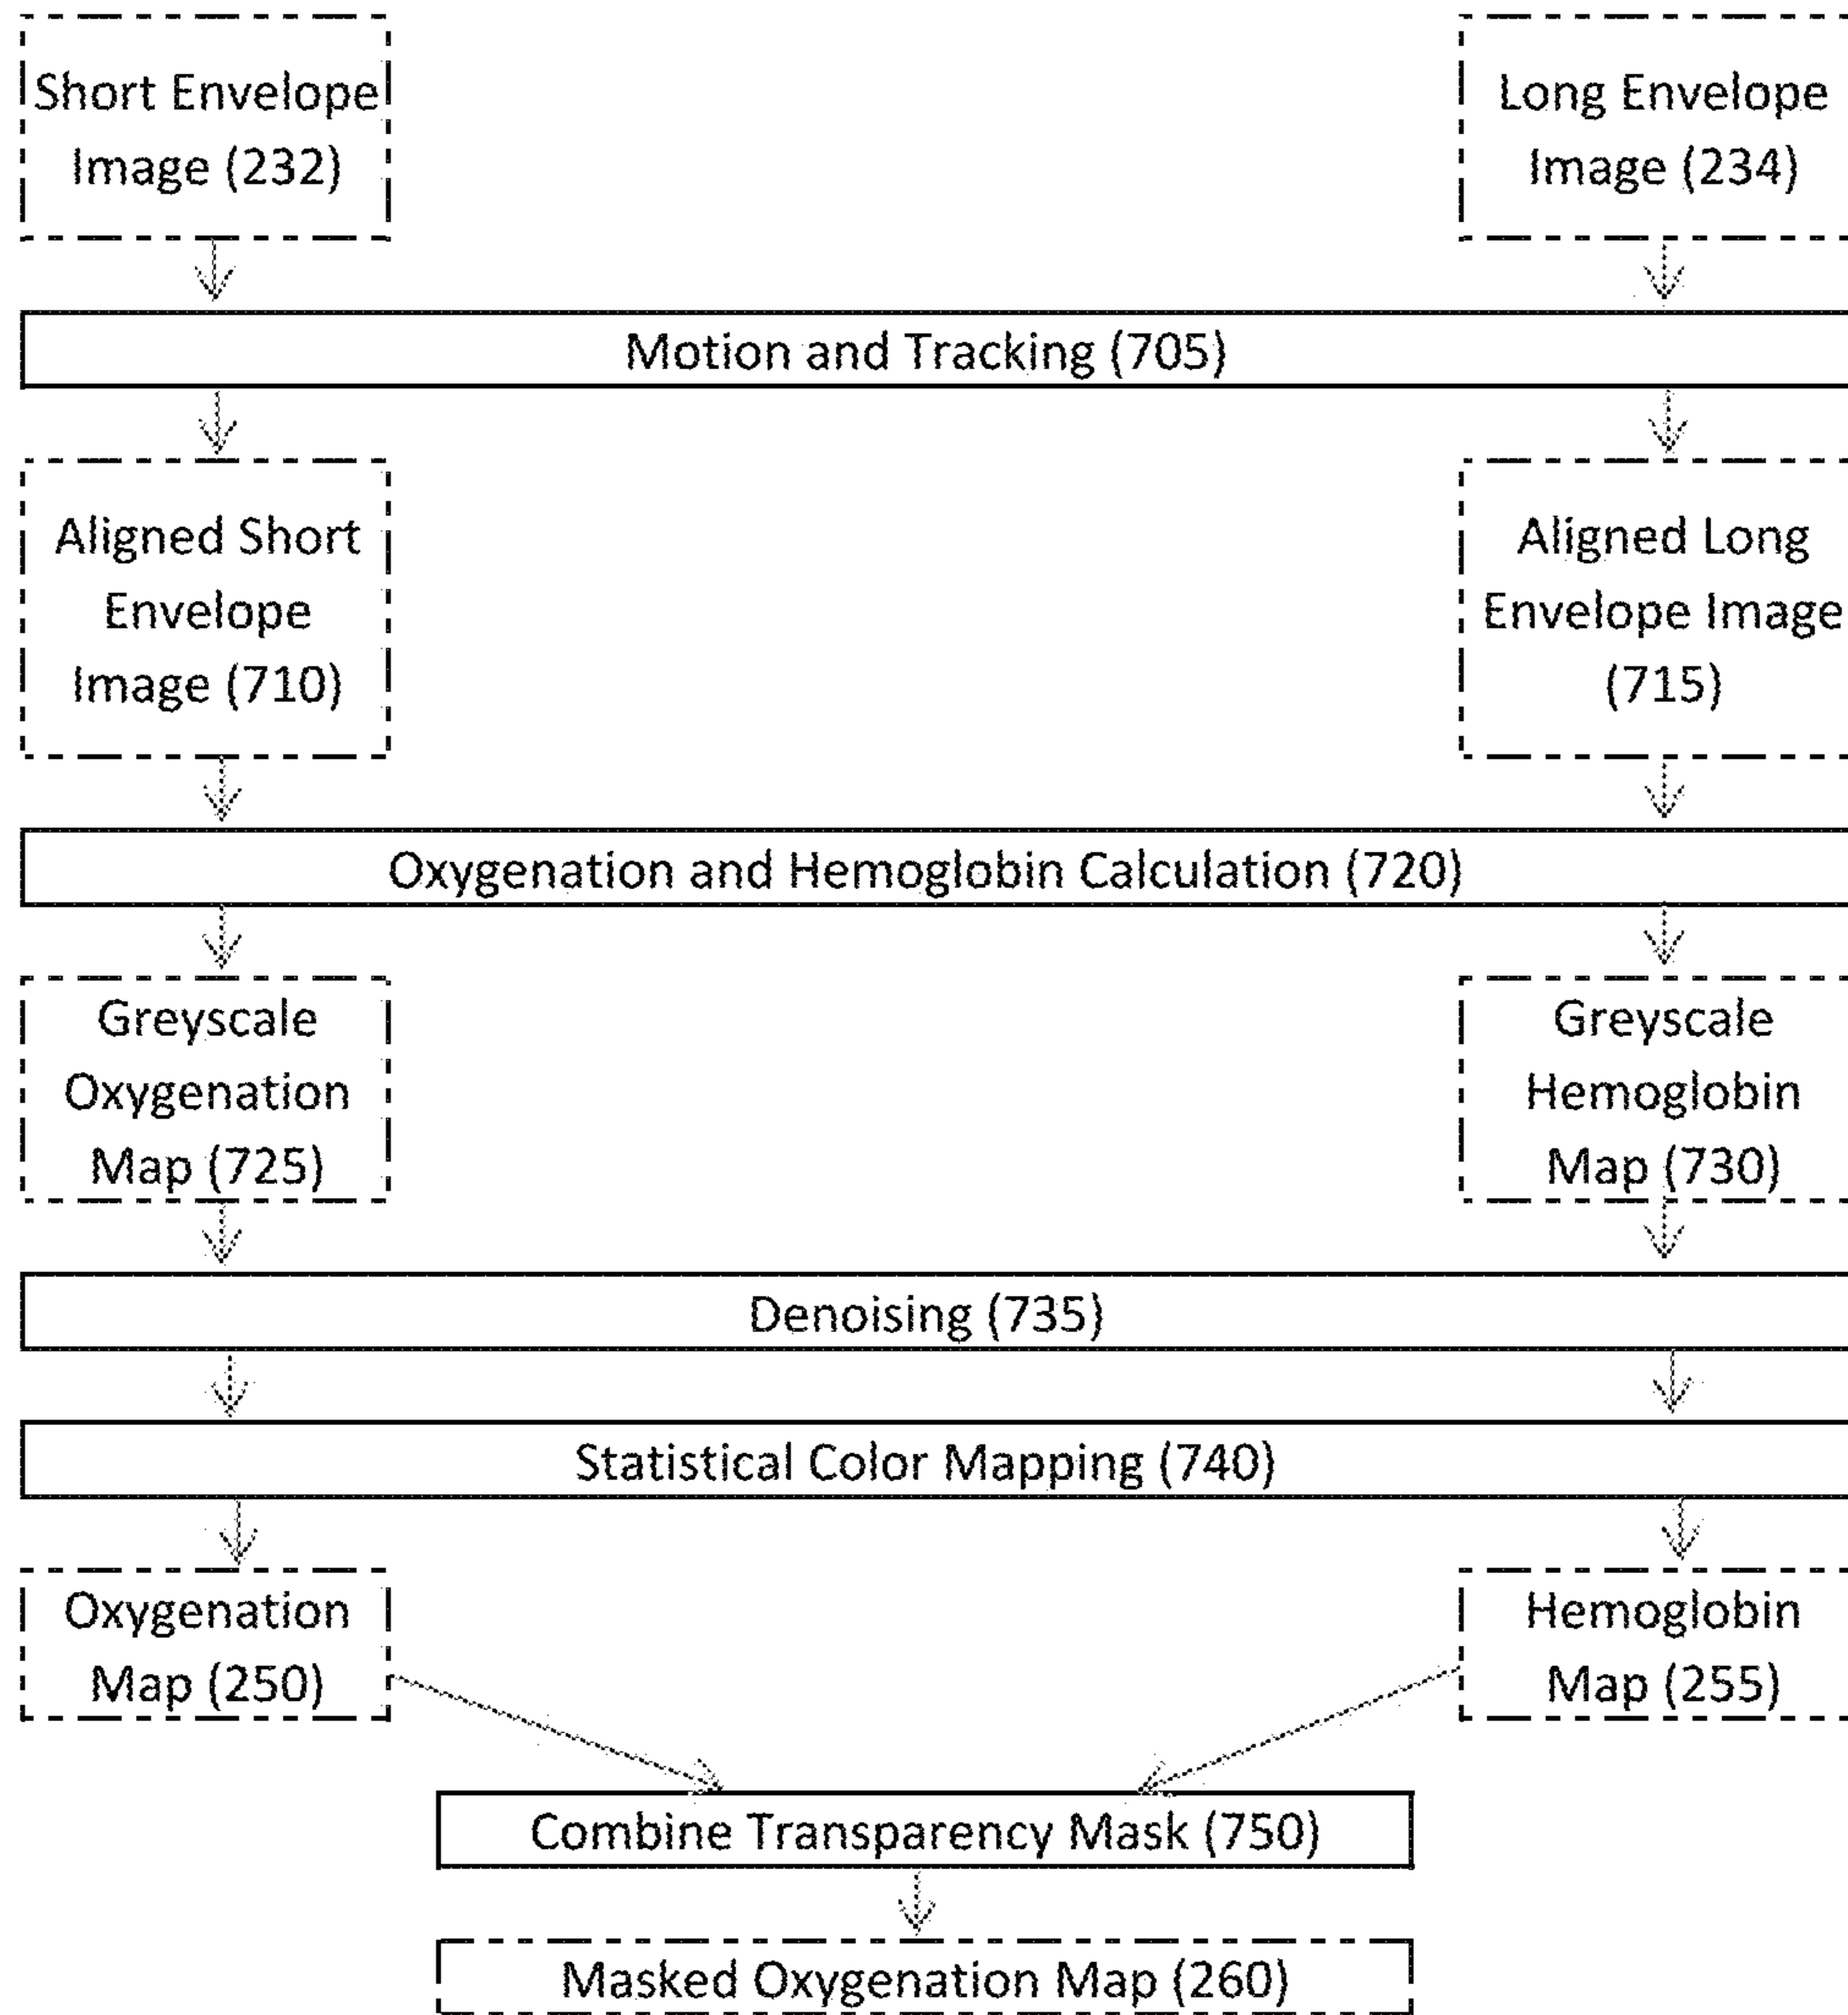 Short Envelope
Image (232)
Long Envelope
Image (234)
Motion and Tracking (705)
Aligned Short
Envelope
Image (710)
Aligned Long
Envelope Image
(715)
Oxygenation and Hemoglobin Calculation (720)
Greyscale
Oxygenation
Map (725)
Greyscale
Hemoglobin
Map (730)
Denoising (735)
Statistical Color Mapping (740)
Oxygenation
Map (250)
Hemoglobin
Map (255)
Combine Transparency Mask (750)
Masked Oxygenation Map (260)